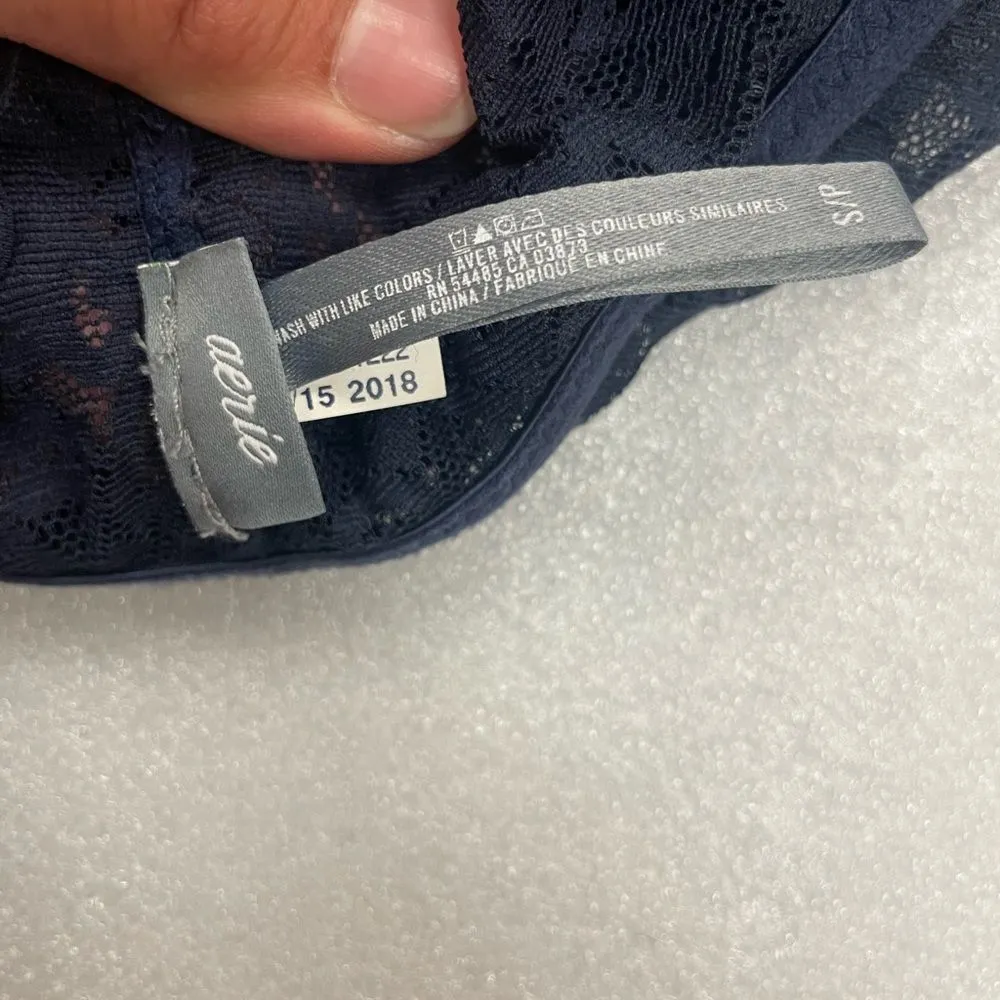 S/P
WITH LIKE COLORS / LAVER AVEC DES COULEURS SIMILAIRES
RN 54485 CA 03873
MADE IN CHINA / FABRIQUÉ EN CHINE
aerie
15 2018